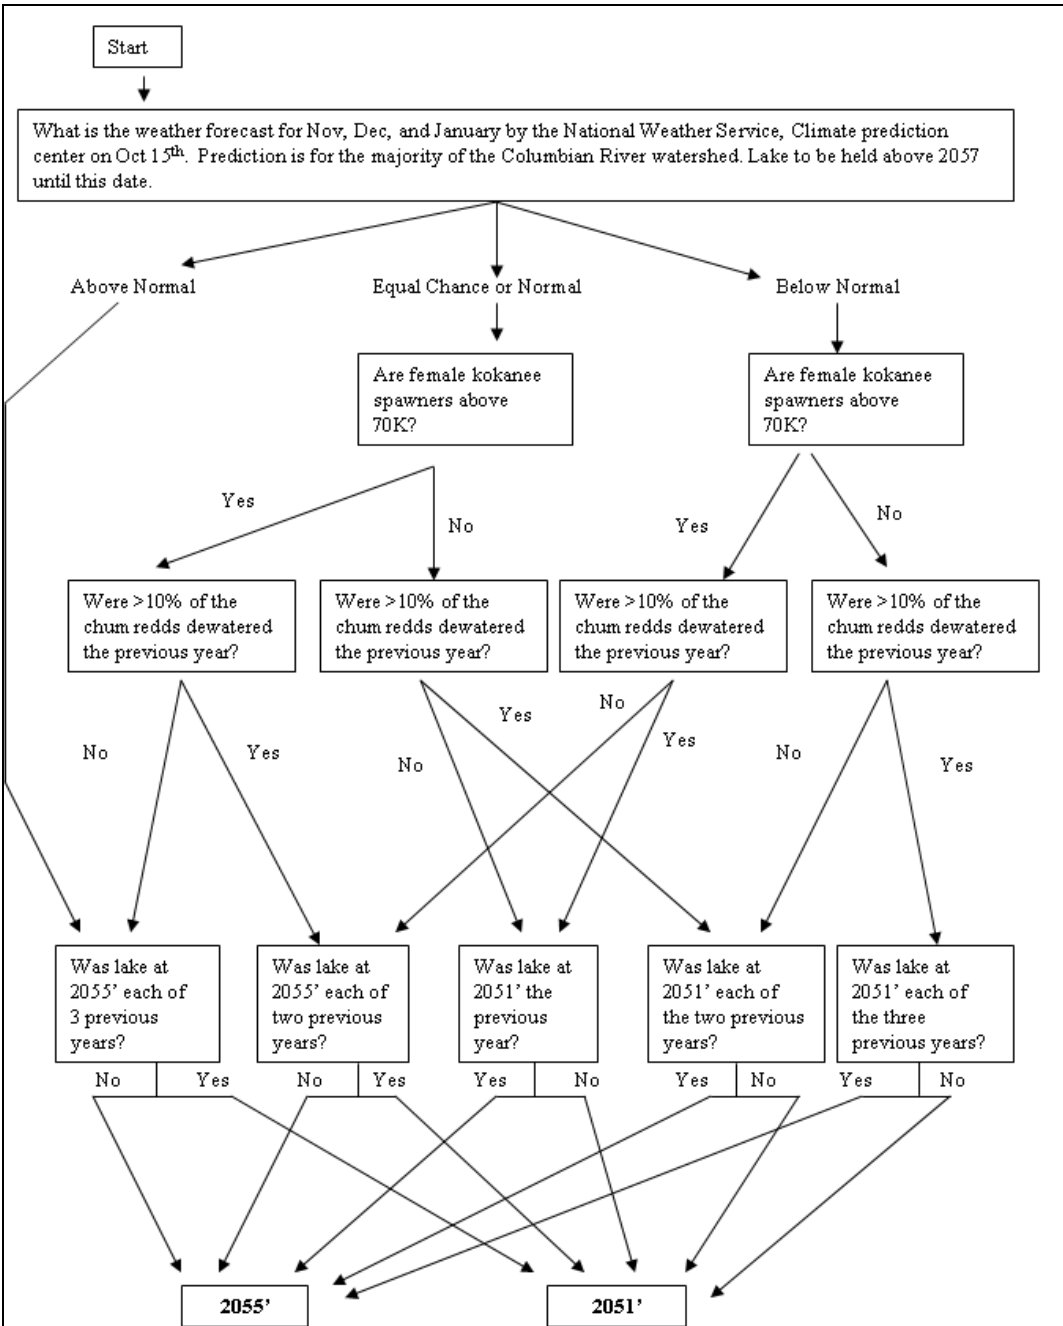 Start
What is the weather forecast for Nov, Dec, and January by the National Weather Service, Climate prediction
center on Oct 15th. Prediction is for the majority of the Columbian River watershed. Lake to be held above 2057
until this date.
Above Normal
Equal Chance or Normal
Below Normal
Are female kokanee
spawners above
70K?
Are female kokanee
spawners above
70K?
Yes
No
Yes
No
Were >10% of the
chum redds dewatered
the previous year?
Were >10% of the
chum redds dewatered
the previous year?
Were >10% of the
chum redds dewatered
the previous year?
Were >10% of the
chum redds dewatered
the previous year?
No
Yes
No
Yes
No
Yes
No
Yes
Was lake at
2055’ each of
3 previous
years?
Was lake at
2055’ each of
two previous
years?
Was lake at
2051’ the
previous
year?
Was lake at
2051’ each of
the two previous
years?
Was lake at
2051’ each of
the three
previous years?
No
Yes
No
Yes
Yes
No
Yes
No
Yes
No
2055’
2051’